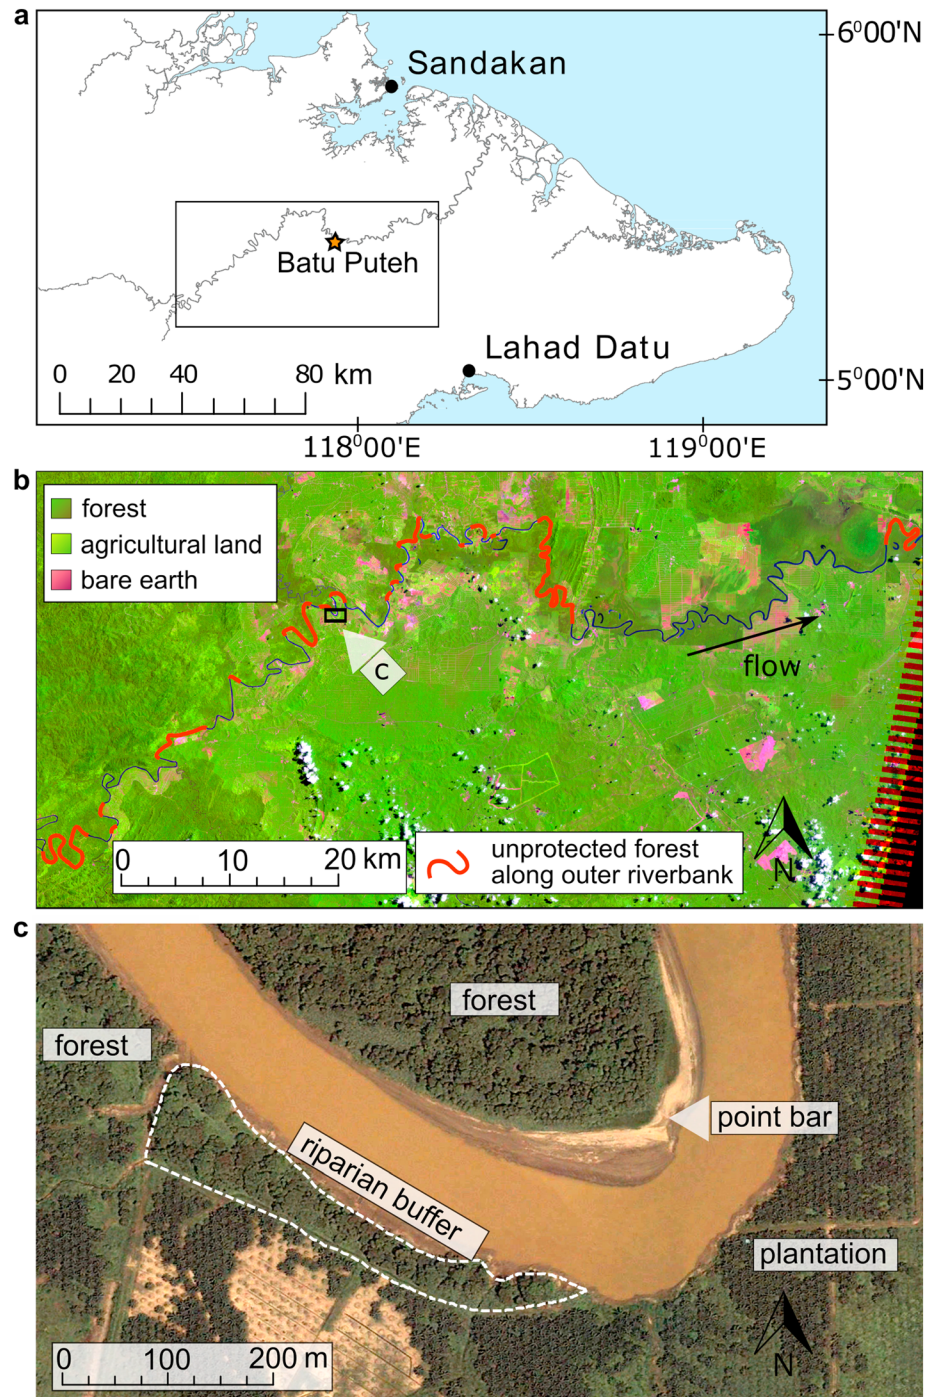 a
Sandakan
6⁰00'N
Batu Puteh
Lahad Datu
0 20 40 80 km
5⁰00'N
118⁰00'E
119⁰00'E
b
forest
agricultural land
bare earth
c
flow
0 10 20 km
unprotected forest
along outer riverbank
N
c
forest
forest
point bar
riparian buffer
plantation
0 100 200 m
N